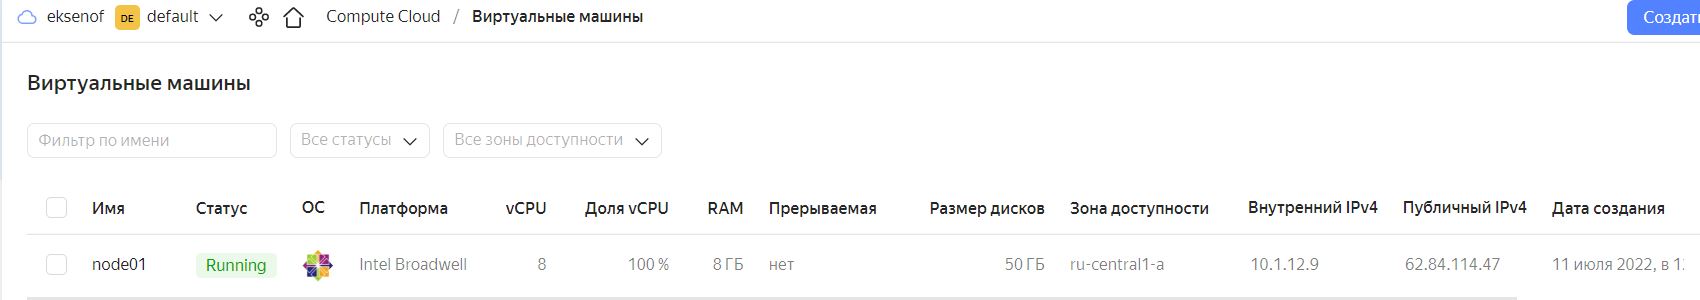 eksenof DE default Compute Cloud / Виртуальные машины Создать
Виртуальные машины
Фильтр по имени Все статусы Все зоны доступности
Имя Статус ОС Платформа vCPU Доля vCPU RAM Прерываемая Размер дисков Зона доступности Внутренний IPv4 Публичный IPv4 Дата создания
node01 Running Intel Broadwell 8 100 % 8 ГБ нет 50 ГБ ru-central1-a 10.1.12.9 62.84.114.47 11 июля 2022, в